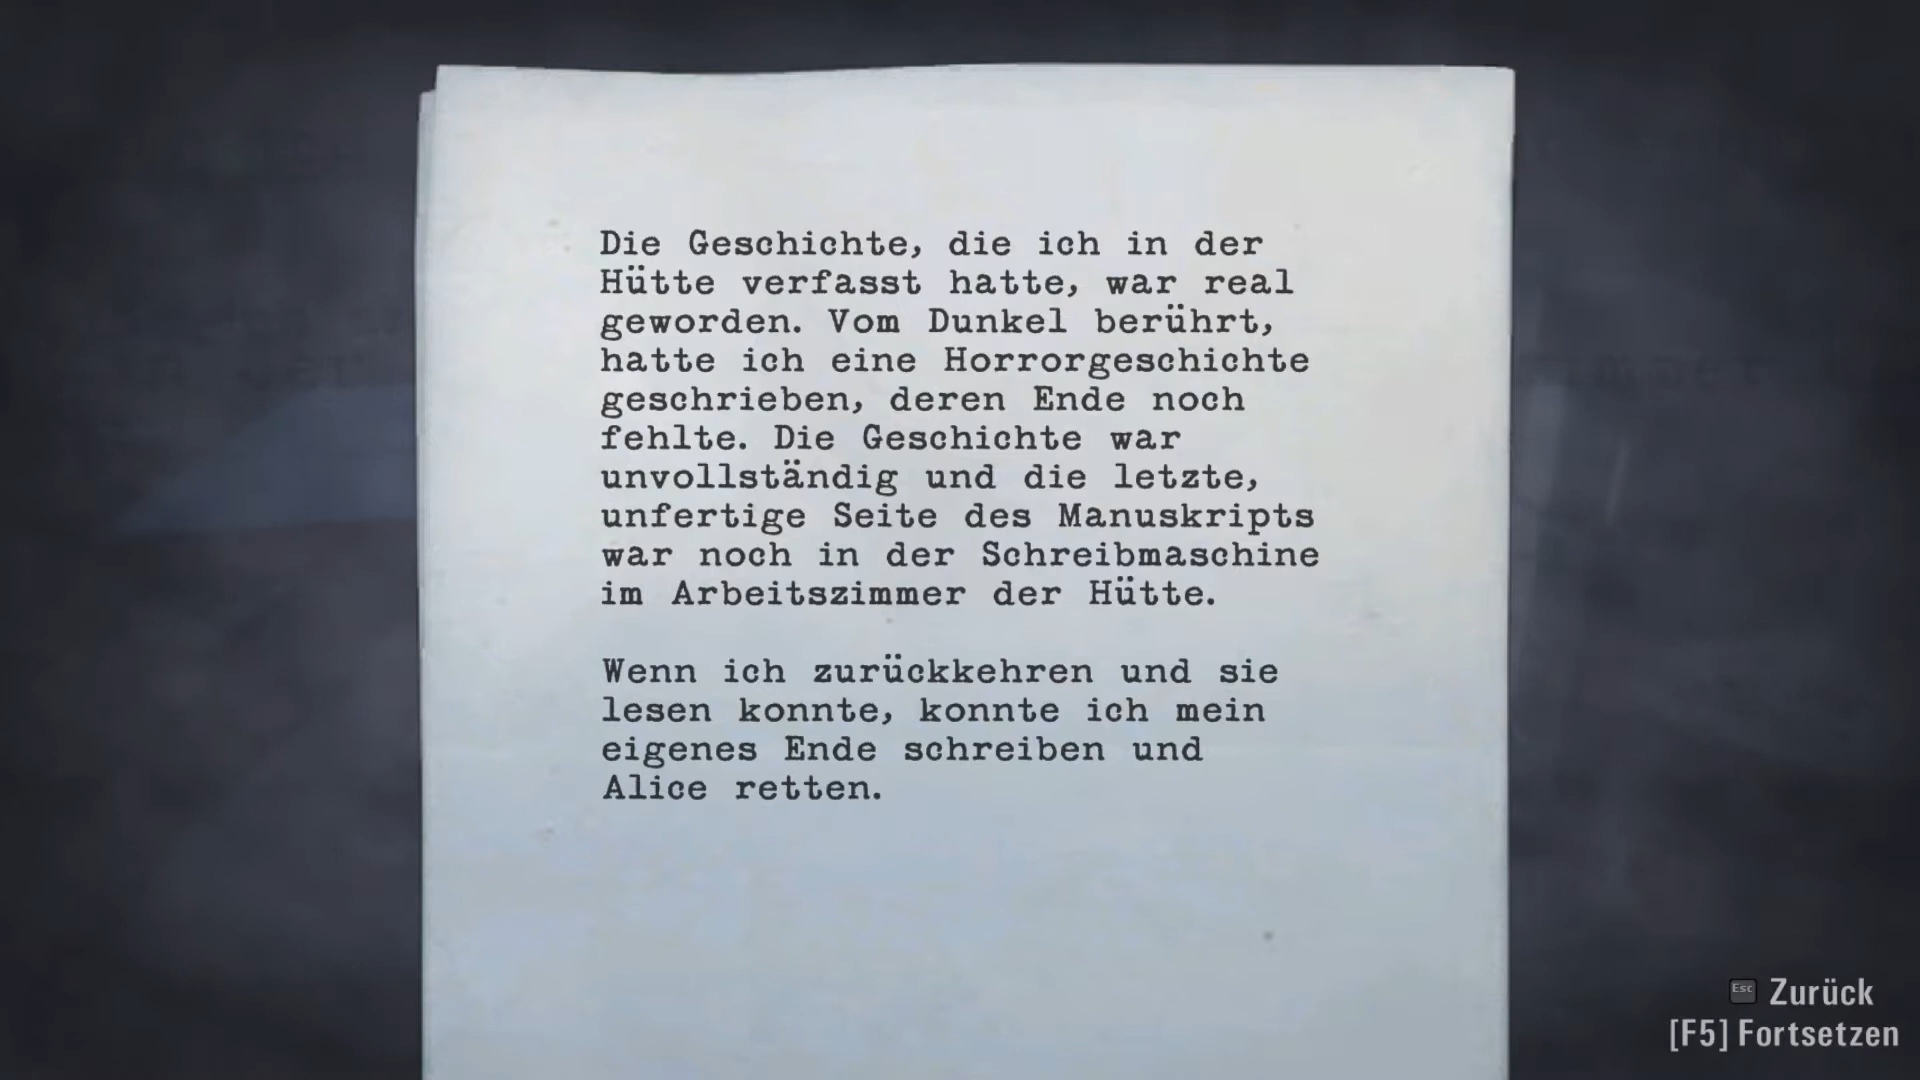 Die Geschichte, die ich in der
Hütte verfasst hatte, war real
geworden. Vom Dunkel berührt,
hatte ich eine Horrorgeschichte
geschrieben, deren Ende noch
fehlte. Die Geschichte war
unvollständig und die letzte,
unfertige Seite des Manuskripts
war noch in der Schreibmaschine
im Arbeitszimmer der Hütte.
Wenn ich zurückkehren und sie
lesen konnte, konnte ich mein
eigenes Ende schreiben und
Alice retten.
Esc Zurück
[F5] Fortsetzen